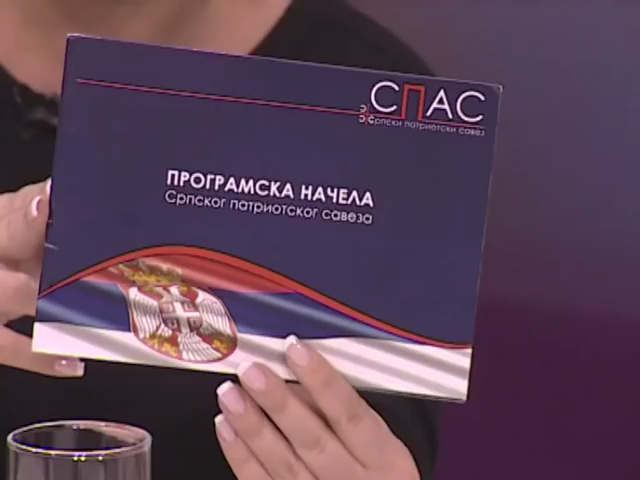 СПАС
Српски патриотски савез
ПРОГРАМСКА НАЧЕЛА
Српског патриотског савеза